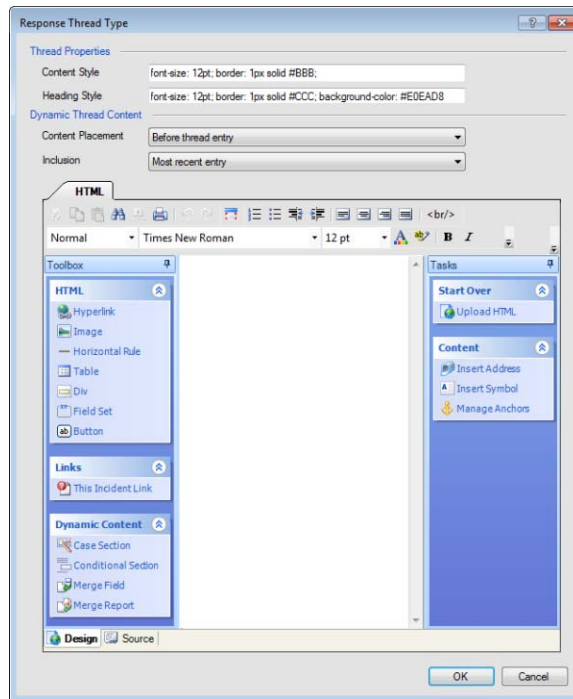 Response Thread Type
Thread Properties
Content Style
font-size: 12pt; border: 1px solid #BBB;
Heading Style
font-size: 12pt; border: 1px solid #CCC; background-color: #E0EAD8
Dynamic Thread Content
Content Placement
Before thread entry
Inclusion
Most recent entry
HTML
<br/>
Normal
Times New Roman
12 pt
A
ab
B
I
Toolbox
HTML
Hyperlink
Image
Horizontal Rule
Table
Div
Field Set
ab Button
Links
This Incident Link
Dynamic Content
Case Section
Conditional Section
Merge Field
Merge Report
Tasks
Start Over
Upload HTML
Content
Insert Address
A Insert Symbol
Manage Anchors
Design
Source
OK
Cancel